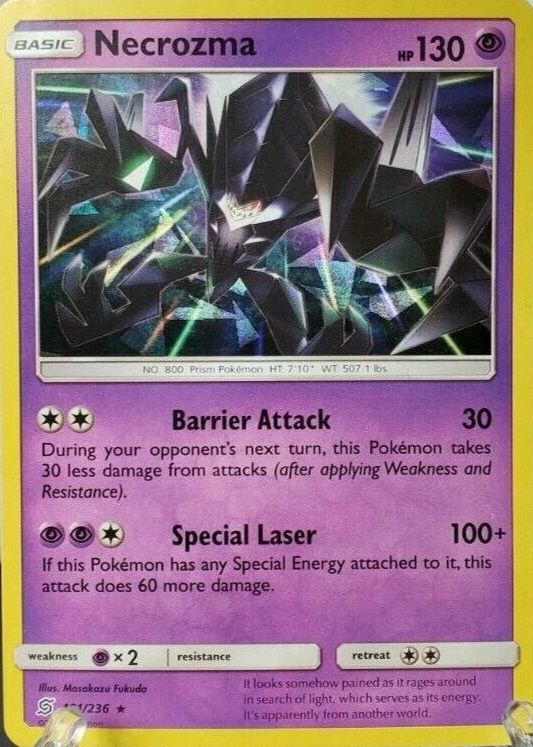 BASIC Necrozma HP 130
NO. 800 Prism Pokémon HT: 7'10" WT: 507.1 lbs.
Barrier Attack 30
During your opponent's next turn, this Pokémon takes
30 less damage from attacks (after applying Weakness and
Resistance).
Special Laser 100+
If this Pokémon has any Special Energy attached to it, this
attack does 60 more damage.
weakness ×2 resistance retreat
Illus. Masakazu Fukuda
/236
It looks somehow pained as it rages around
in search of light, which serves as its energy.
It's apparently from another world.